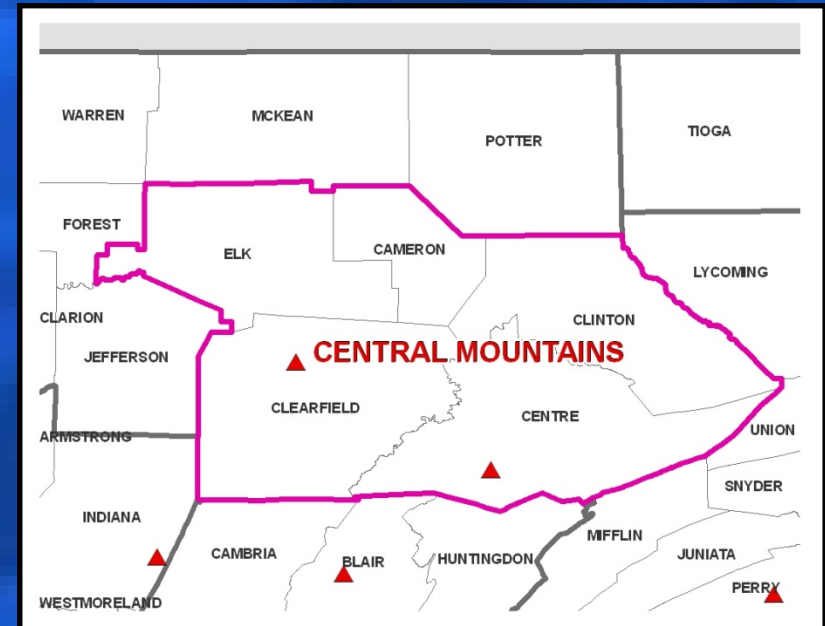 WARREN
MCKEAN
POTTER
TIOGA
FOREST
ELK
CAMERON
LYCOMING
CLARION
CLINTON
JEFFERSON
CENTRAL MOUNTAINS
CLEARFIELD
CENTRE
ARMSTRONG
UNION
SNYDER
INDIANA
MIFFLIN
CAMBRIA
BLAIR
HUNTINGDON
JUNIATA
PERRY
WESTMORELAND